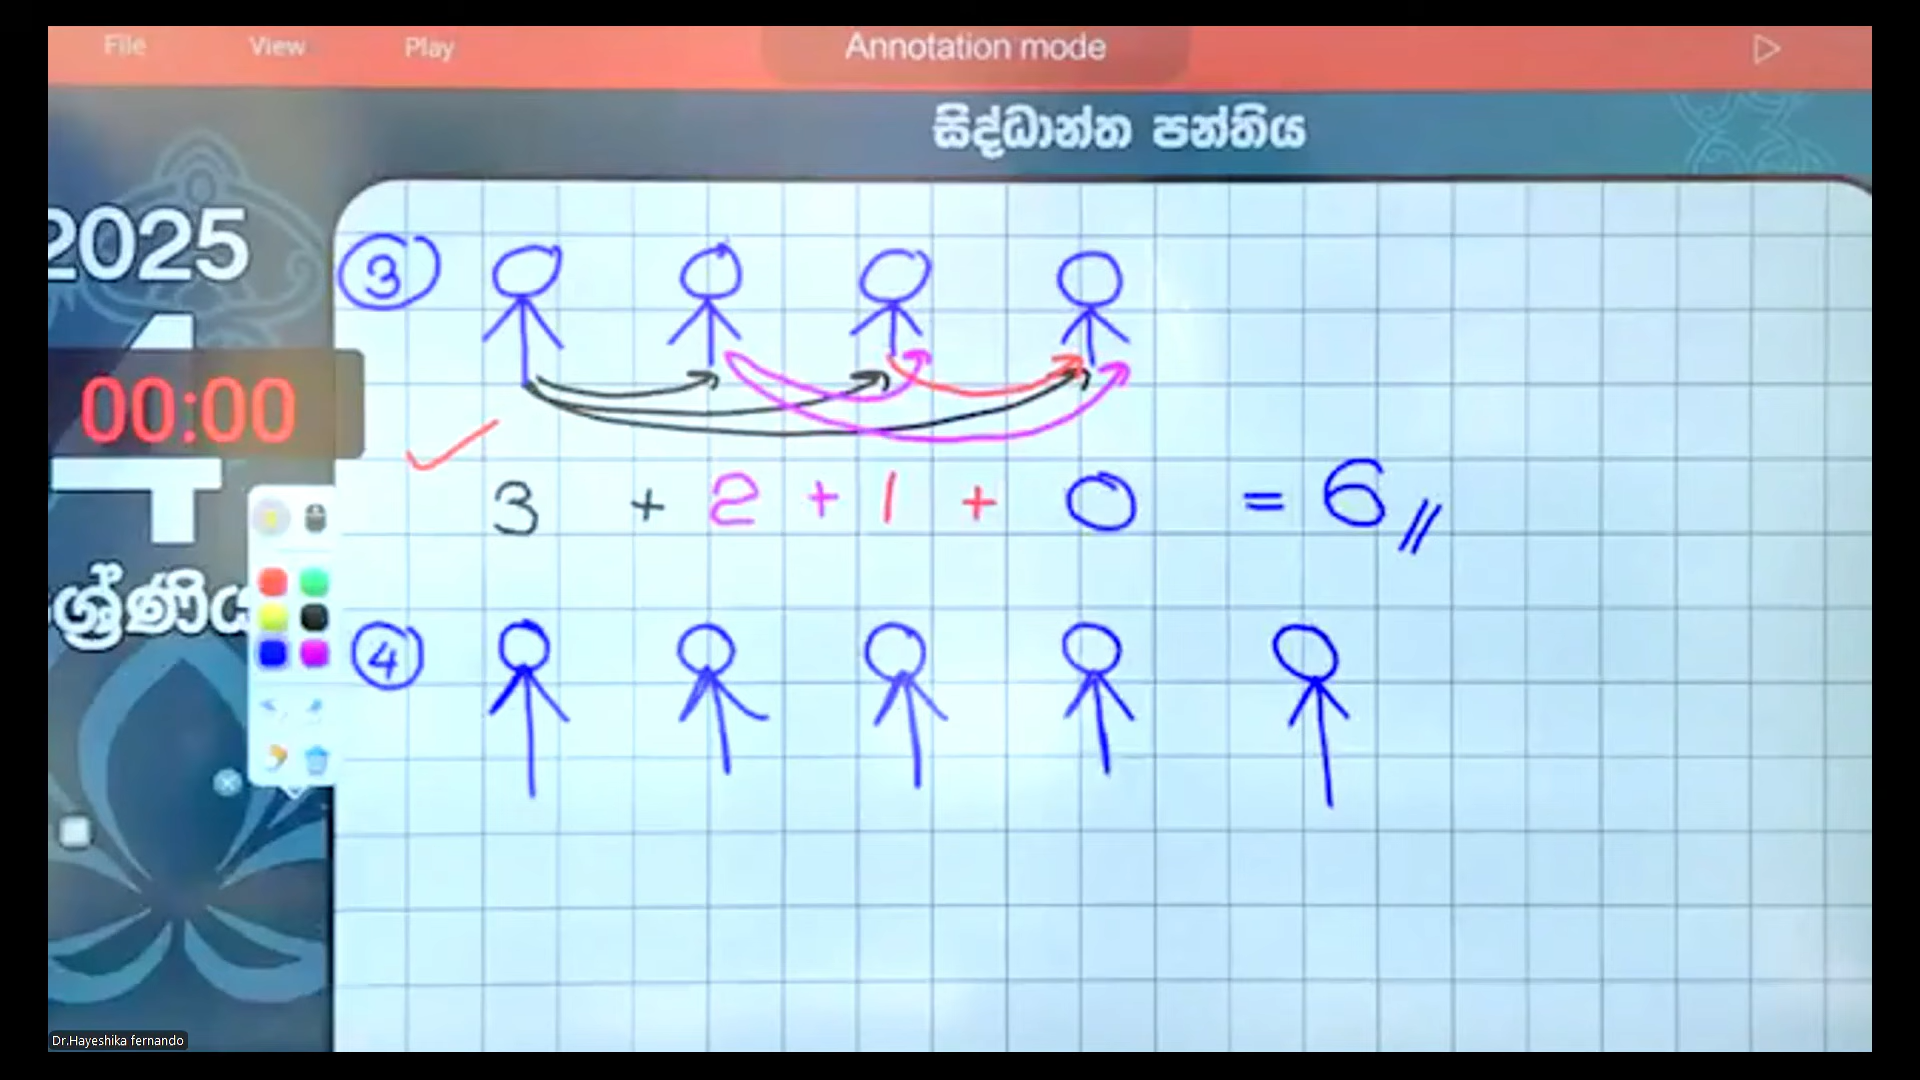 File View Play Annotation mode
සිද්ධාන්ත පන්තිය
2025
4
00:00
ශ්‍රේණිය
3
3 + 2 + 1 + 0 = 6 //
4
Dr.Hayeshika fernando